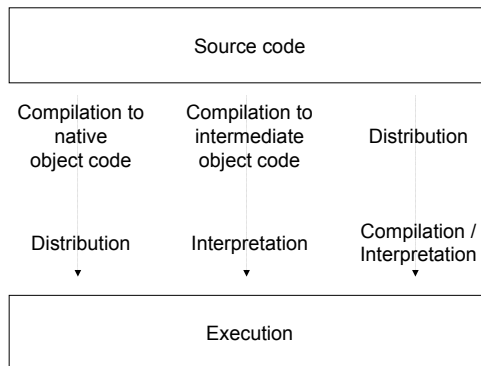 Source code
Compilation to
native
object code
Compilation to
intermediate
object code
Distribution
Distribution
Interpretation
Compilation /
Interpretation
Execution